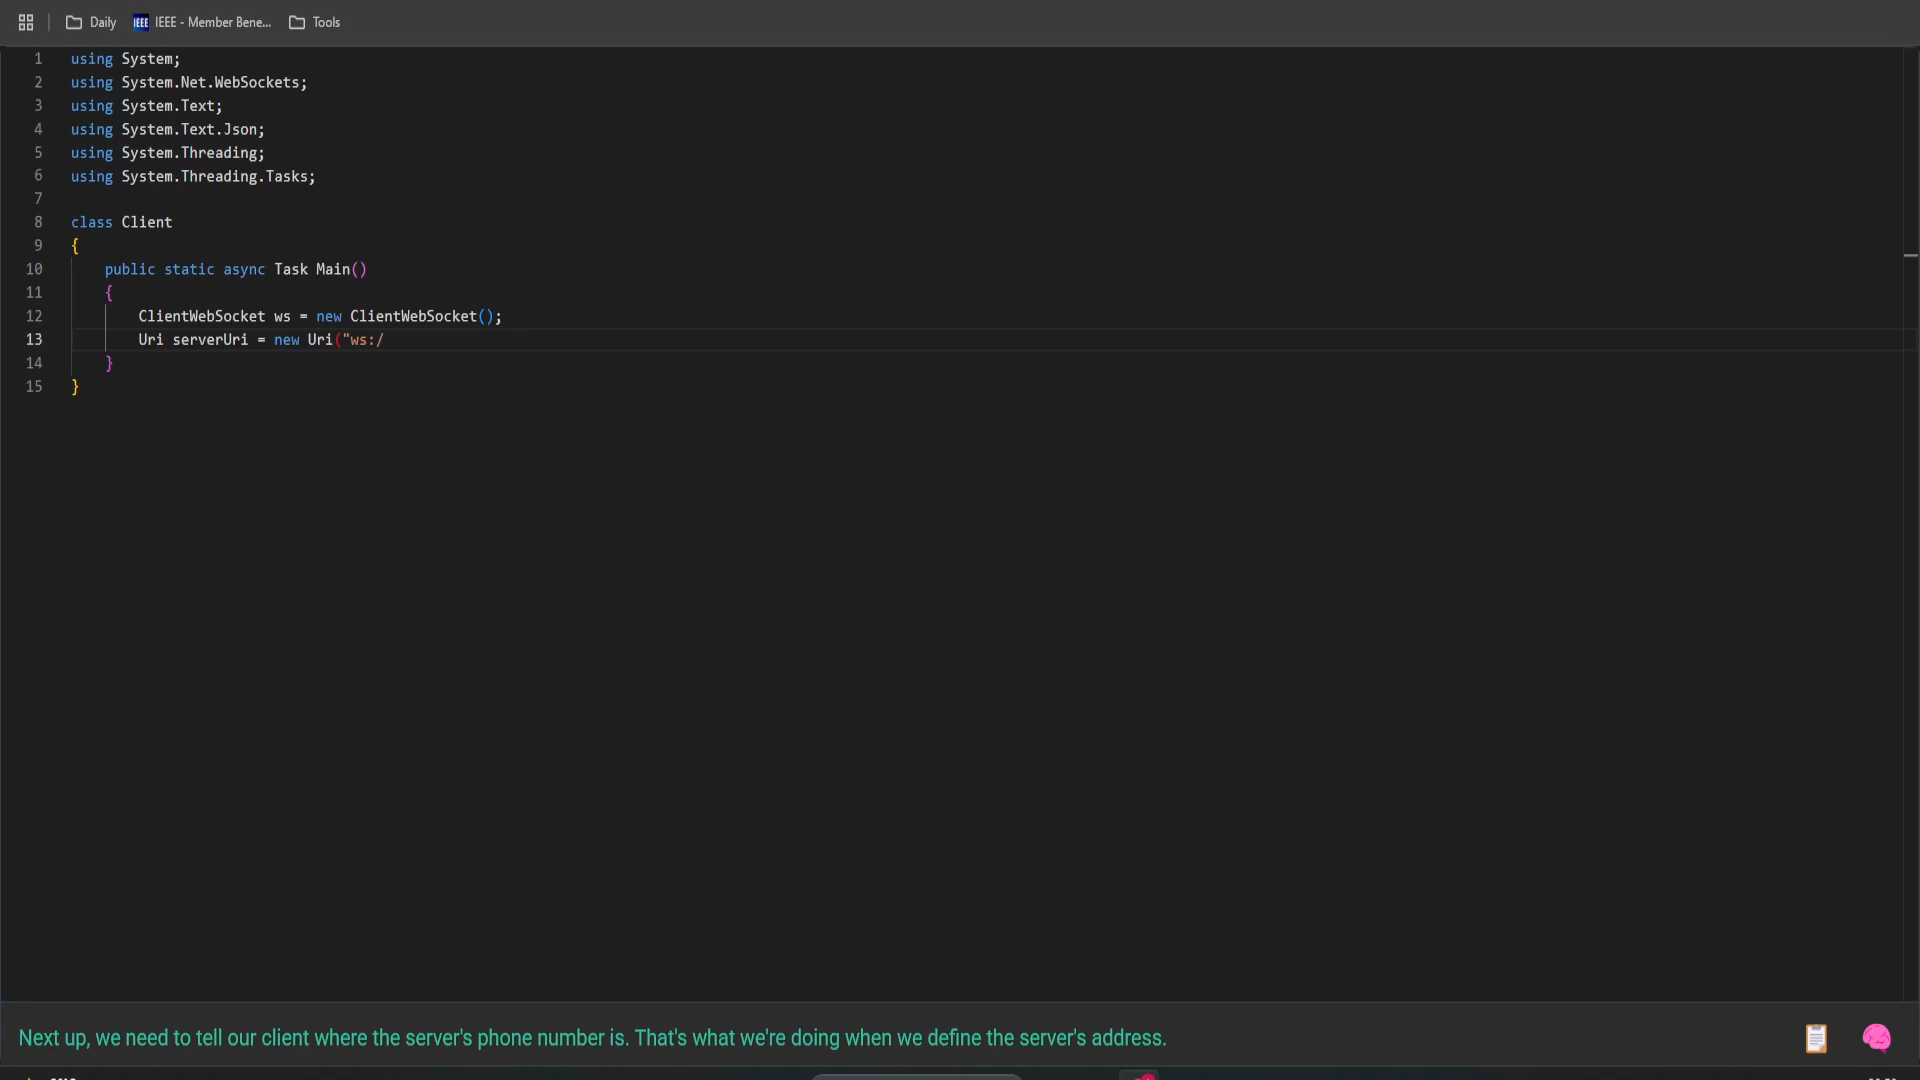 Daily IEEE IEEE - Member Bene... Tools
1 using System;
2 using System.Net.WebSockets;
3 using System.Text;
4 using System.Text.Json;
5 using System.Threading;
6 using System.Threading.Tasks;
7
8 class Client
9 {
10 public static async Task Main()
11 {
12 ClientWebSocket ws = new ClientWebSocket();
13 Uri serverUri = new Uri("ws:/
14 }
15 }
Next up, we need to tell our client where the server's phone number is. That's what we're doing when we define the server's address.